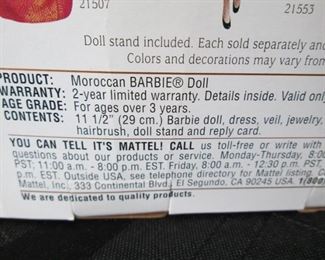 21507
21553
Doll stand included. Each sold separately an
Colors and decorations may vary from
PRODUCT: Moroccan BARBIE® Doll
WARRANTY: 2-year limited warranty. Details inside. Valid only
AGE GRADE: For ages over 3 years.
CONTENTS: 11 1/2" (29 cm.) Barbie doll, dress, veil, jewelry,
hairbrush, doll stand and reply card.
YOU CAN TELL IT'S MATTEL! CALL us toll-free or write with
questions about our products or service. Monday-Thursday, 8:00
PST; 11:00 a.m. - 8:00 p.m. EST. Friday, 8:00 a.m. - 12:30 p.m. PST,
p.m. EST. Outside USA, see telephone directory for Mattel listing. C
Mattel, Inc., 333 Continental Blvd., El Segundo, CA 90245 USA. 1(800)
We are dedicated to quality products.